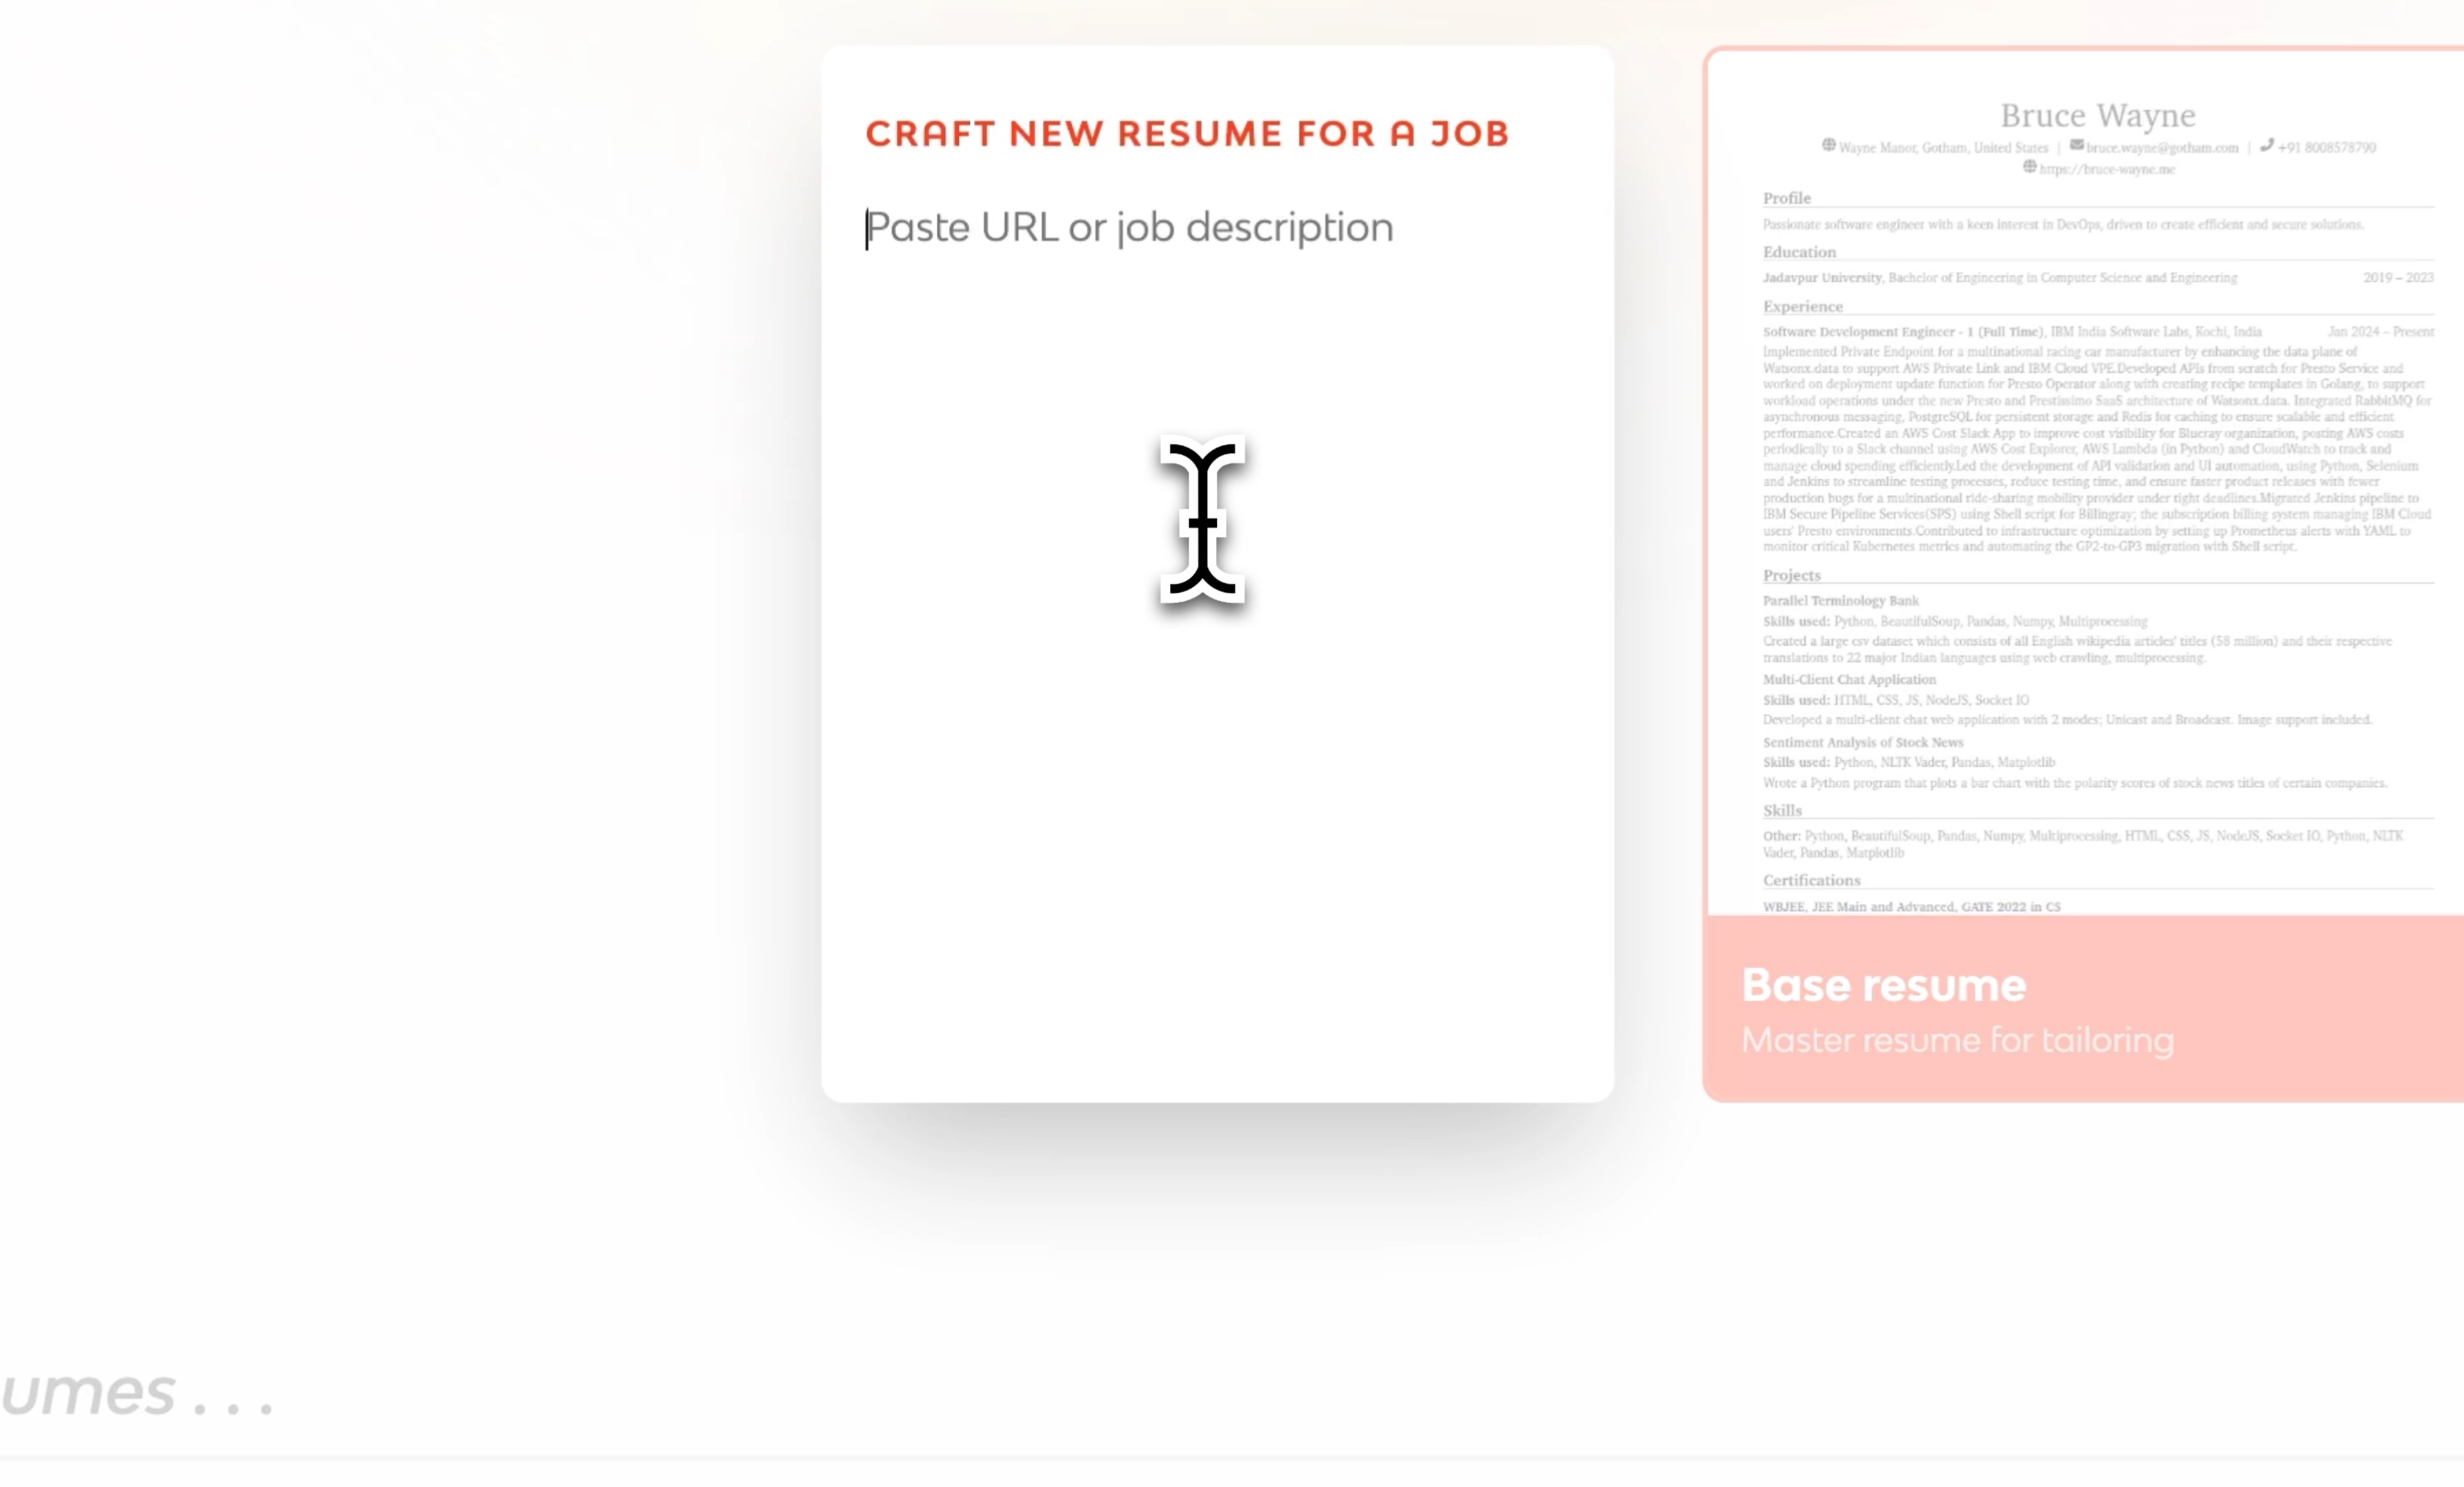 CRAFT NEW RESUME FOR A JOB
Paste URL or job description
Bruce Wayne
Wayne Manor, Gotham, United States | bruce.wayne@gotham.com | +91 8008578790
https://bruce-wayne.me
Profile
Passionate software engineer with a keen interest in DevOps, driven to create efficient and secure solutions.
Education
Jadavpur University, Bachelor of Engineering in Computer Science and Engineering 2019 – 2023
Experience
Software Development Engineer - 1 (Full Time), IBM India Software Labs, Kochi, India Jan 2024 – Present
Implemented Private Endpoint for a multinational racing car manufacturer by enhancing the data plane of
Watsonx.data to support AWS Private Link and IBM Cloud VPE.Developed APIs from scratch for Presto Service and
worked on deployment update function for Presto Operator along with creating recipe templates in Golang, to support
workload operations under the new Presto and Prestissimo SaaS architecture of Watsonx.data. Integrated RabbitMQ for
asynchronous messaging, PostgreSQL for persistent storage and Redis for caching to ensure scalable and efficient
performance.Created an AWS Cost Slack App to improve cost visibility for Blueray organization, posting AWS costs
periodically to a Slack channel using AWS Cost Explorer, AWS Lambda (in Python) and CloudWatch to track and
manage cloud spending efficiently.Led the development of API validation and UI automation, using Python, Selenium
and Jenkins to streamline testing processes, reduce testing time, and ensure faster product releases with fewer
production bugs for a multinational ride-sharing mobility provider under tight deadlines.Migrated Jenkins pipeline to
IBM Secure Pipeline Services(SPS) using Shell script for Billingray; the subscription billing system managing IBM Cloud
users' Presto environments.Contributed to infrastructure optimization by setting up Prometheus alerts with YAML to
monitor critical Kubernetes metrics and automating the GP2-to-GP3 migration with Shell script.
Projects
Parallel Terminology Bank
Skills used: Python, BeautifulSoup, Pandas, Numpy, Multiprocessing
Created a large csv dataset which consists of all English wikipedia articles' titles (58 million) and their respective
translations to 22 major Indian languages using web crawling, multiprocessing.
Multi-Client Chat Application
Skills used: HTML, CSS, JS, NodeJS, Socket IO
Developed a multi-client chat web application with 2 modes; Unicast and Broadcast. Image support included.
Sentiment Analysis of Stock News
Skills used: Python, NLTK Vader, Pandas, Matplotlib
Wrote a Python program that plots a bar chart with the polarity scores of stock news titles of certain companies.
Skills
Other: Python, BeautifulSoup, Pandas, Numpy, Multiprocessing, HTML, CSS, JS, NodeJS, Socket IO, Python, NLTK
Vader, Pandas, Matplotlib
Certifications
WBJEE, JEE Main and Advanced, GATE 2022 in CS
Base resume
Master resume for tailoring
umes . . .